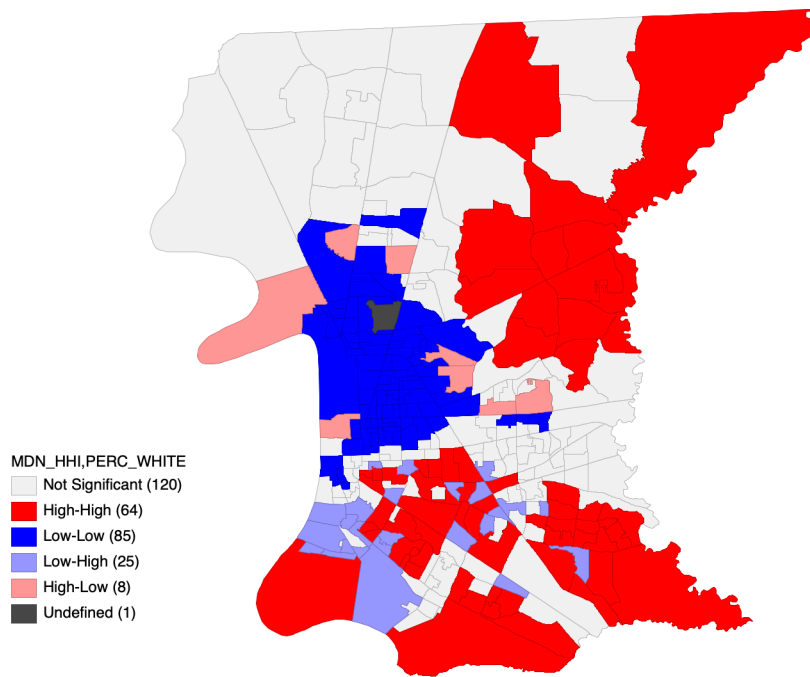 MDN_HHI,PERC_WHITE
Not Significant (120)
High-High (64)
Low-Low (85)
Low-High (25)
High-Low (8)
Undefined (1)